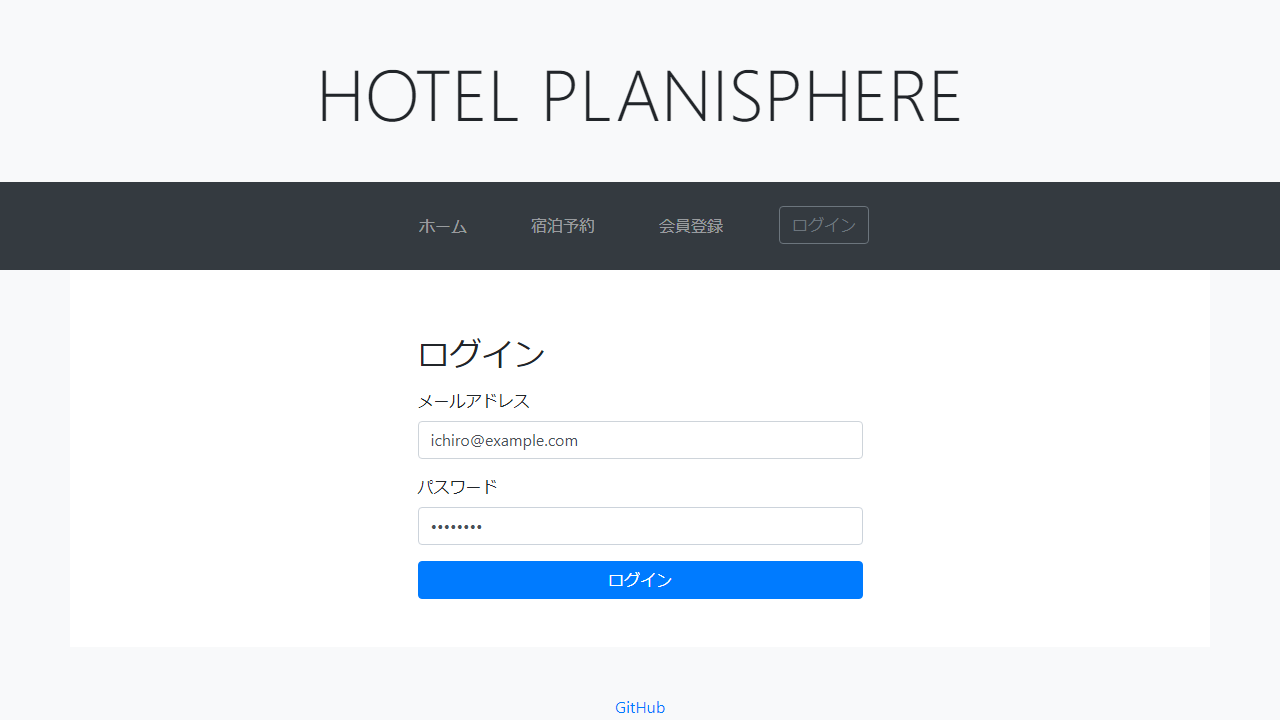 HOTEL PLANISPHERE
ホーム 宿泊予約 会員登録 ログイン
ログイン
メールアドレス
ichiro@example.com
パスワード
••••••••
ログイン
GitHub